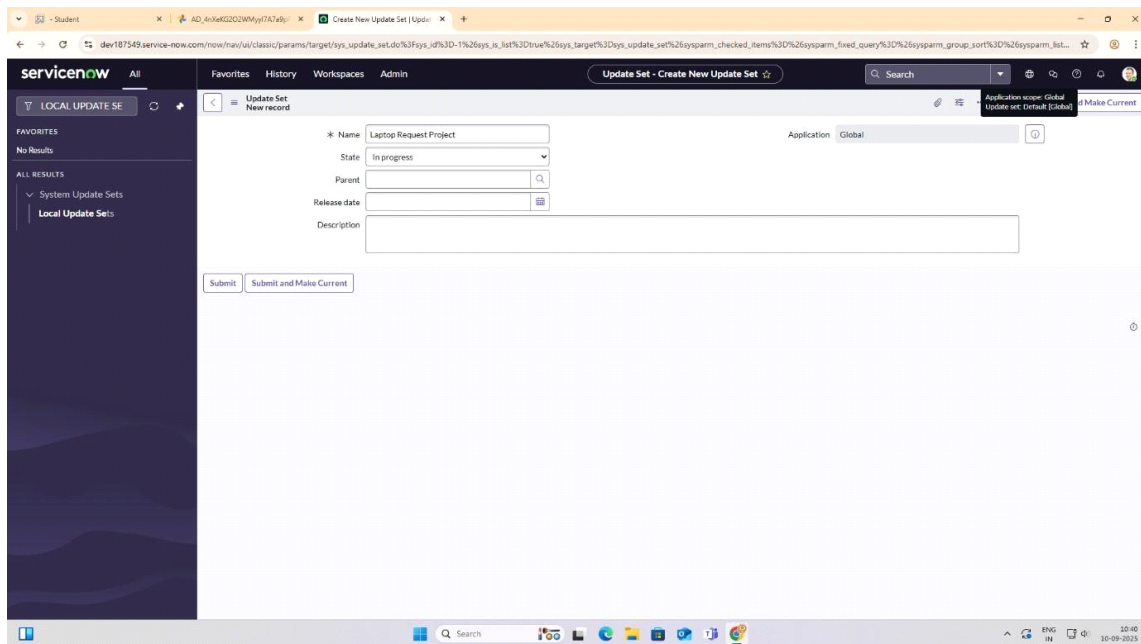 - Student
Create New Update Set | Updat
dev187549.service-now.com/now/nav/ui/classic/params/target/sys_update_set.do%3Fsys_id%3D-1%26sys_is_list%3Dtrue%26sys_target%3Dsys_update_set%26sysparm_checked_items%3D%26sysparm_fixed_query%3D%26sysparm_group_sort%3D%26sysparm_list...
servicenow All Favorites History Workspaces Admin Update Set - Create New Update Set Search
LOCAL UPDATE SE
Update Set
New record
Application scope: Global
Update set: Default [Global]
d Make Current
FAVORITES
No Results
ALL RESULTS
System Update Sets
Local Update Sets
* Name Laptop Request Project Application Global
State In progress
Parent
Release date
Description
Submit Submit and Make Current
Search
ENG
IN
10:40
10-09-2025